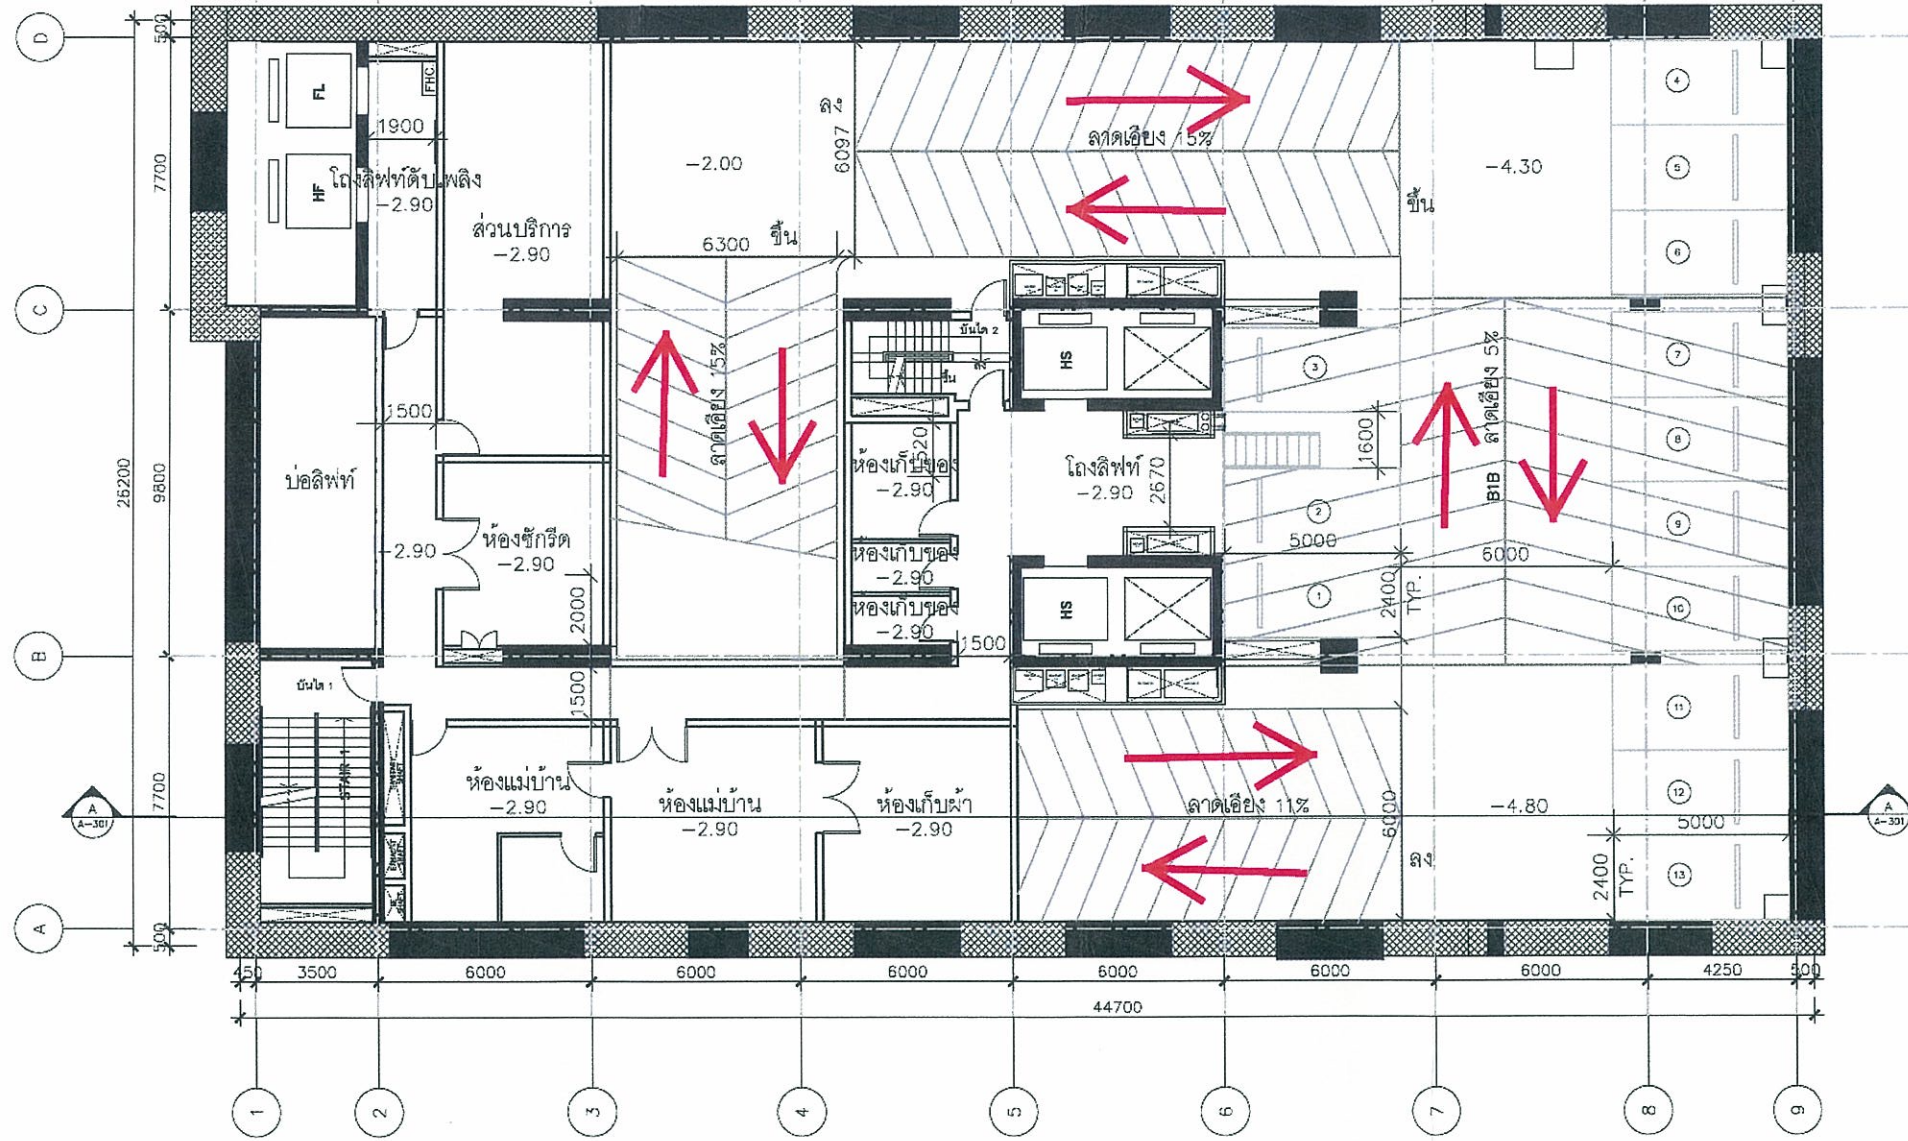 D
C
B
A
500
7700
9800
7700
500
26200
FL
HF
FHC.
1900
โถงลิฟท์ดับเพลิง
-2.90
ส่วนบริการ
-2.90
-2.00
6097
ลง
ลาดเอียง 15%
-4.30
ขึ้น
4
5
6
6300
ขึ้น
ลาดเอียง 15%
บันได 2
ขึ้น
ลง
HS
3
ลาดเอียง 5%
B1B
7
8
9
10
1500
บ่อลิฟท์
-2.90
ห้องซักรีด
-2.90
2000
1520
ห้องเก็บของ
-2.90
ห้องเก็บของ
-2.90
ห้องเก็บของ
-2.90
โถงลิฟท์
-2.90
2670
1600
2
5000
6000
1
2400
TYP.
HS
1500
บันได 1
STAIR 1
1500
ห้องแม่บ้าน
-2.90
ห้องแม่บ้าน
-2.90
ห้องเก็บผ้า
-2.90
ลาดเอียง 11%
6000
ลง
-4.80
11
12
5000
13
2400
TYP.
A
A-301
A
A-301
450
3500
6000
6000
6000
6000
6000
6000
4250
500
44700
1
2
3
4
5
6
7
8
9